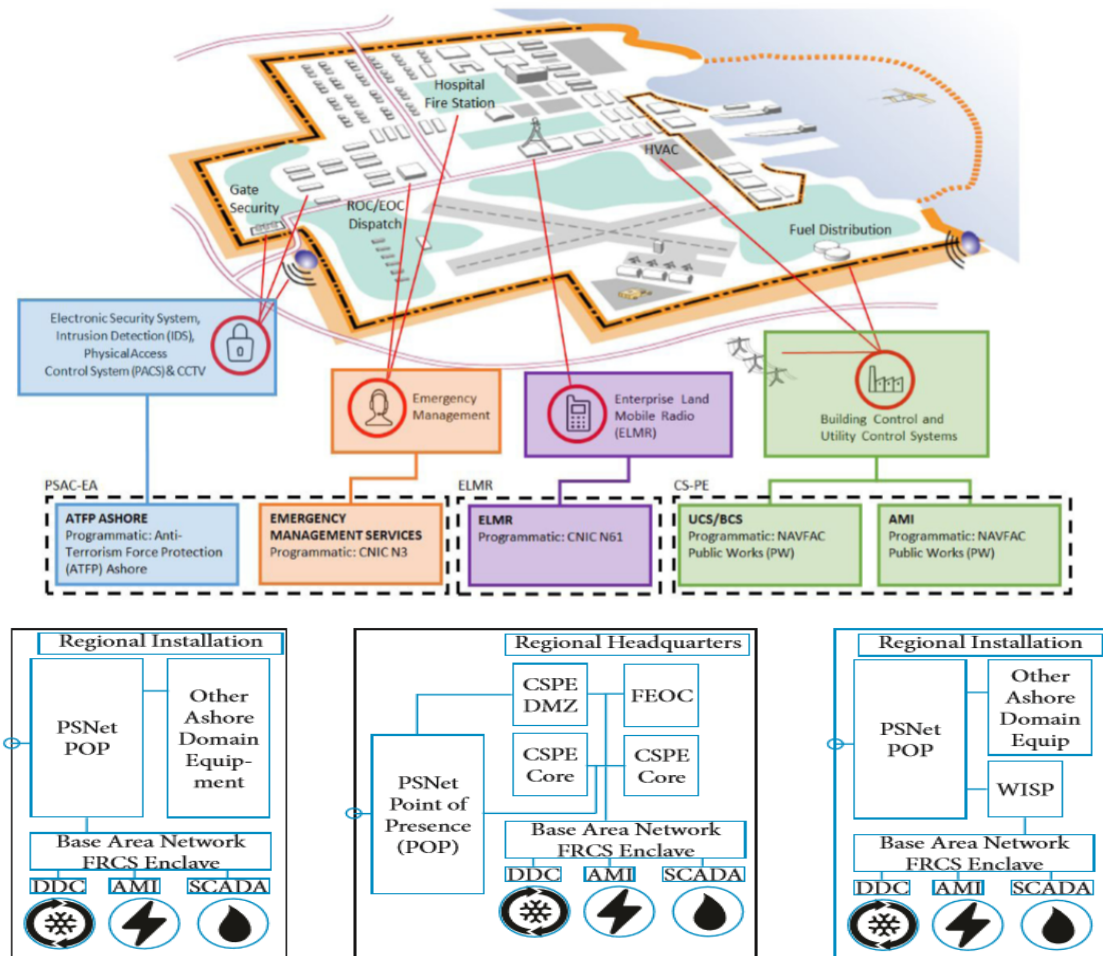 Hospital
Fire Station
HVAC
Gate
Security
ROC/EOC
Dispatch
Fuel Distribution
Electronic Security System,
Intrusion Detection (IDS),
Physical Access
Control System (PACS) & CCTV
Emergency
Management
Enterprise Land
Mobile Radio
(ELMR)
Building Control and
Utility Control Systems
PSAC-EA
ELMR
CS-PE
ATFP ASHORE
Programmatic: Anti-
Terrorism Force Protection
(ATFP) Ashore
EMERGENCY
MANAGEMENT SERVICES
Programmatic: CNIC N3
ELMR
Programmatic: CNIC N61
UCS/BCS
Programmatic: NAVFAC
Public Works (PW)
AMI
Programmatic: NAVFAC
Public Works (PW)
Regional Installation
PSNet
POP
Other
Ashore
Domain
Equip-
ment
Base Area Network
FRCS Enclave
DDC
AMI
SCADA
Regional Headquarters
CSPE
DMZ
FEOC
CSPE
Core
CSPE
Core
PSNet
Point of
Presence
(POP)
Base Area Network
FRCS Enclave
DDC
AMI
SCADA
Regional Installation
PSNet
POP
Other
Ashore
Domain
Equip
WISP
Base Area Network
FRCS Enclave
DDC
AMI
SCADA